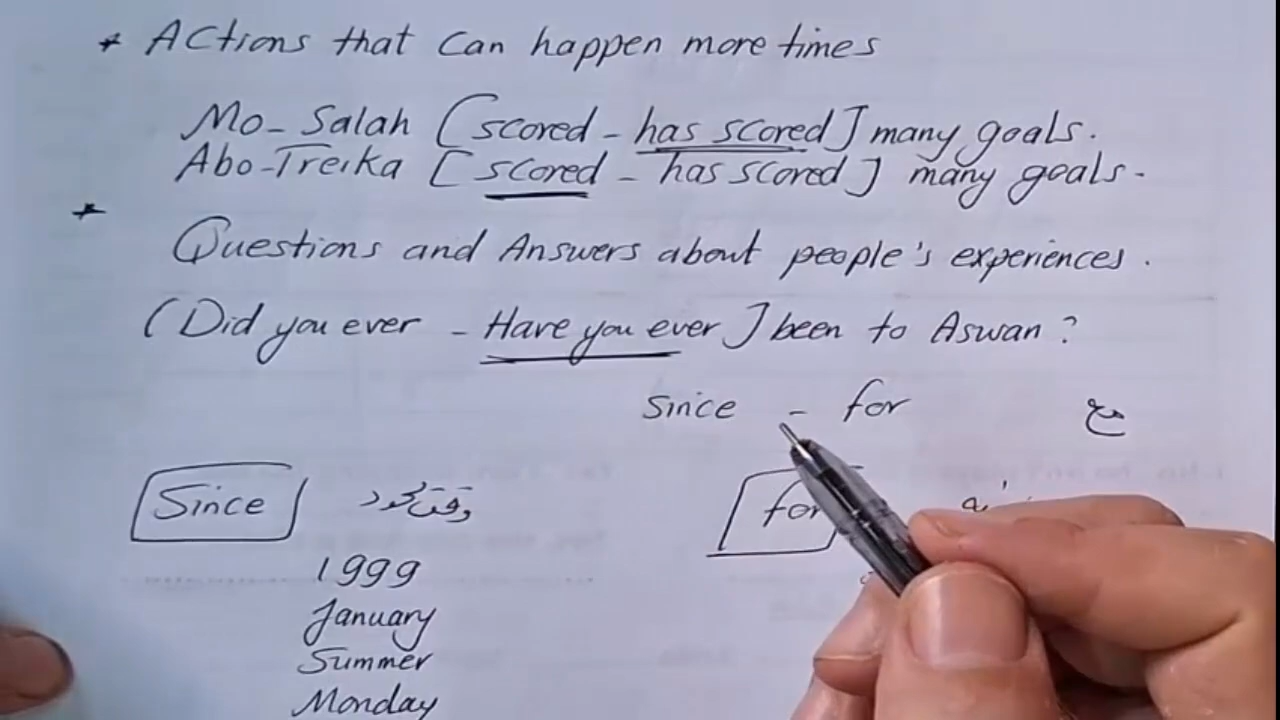 * Actions that can happen more times
Mo-Salah [scored - has scored] many goals.
Abo-Treika [scored - has scored] many goals.
* Questions and Answers about people's experiences.
(Did you ever - Have you ever] been to Aswan?
Since - for
Since وقت محدد
for
1999
January
Summer
Monday